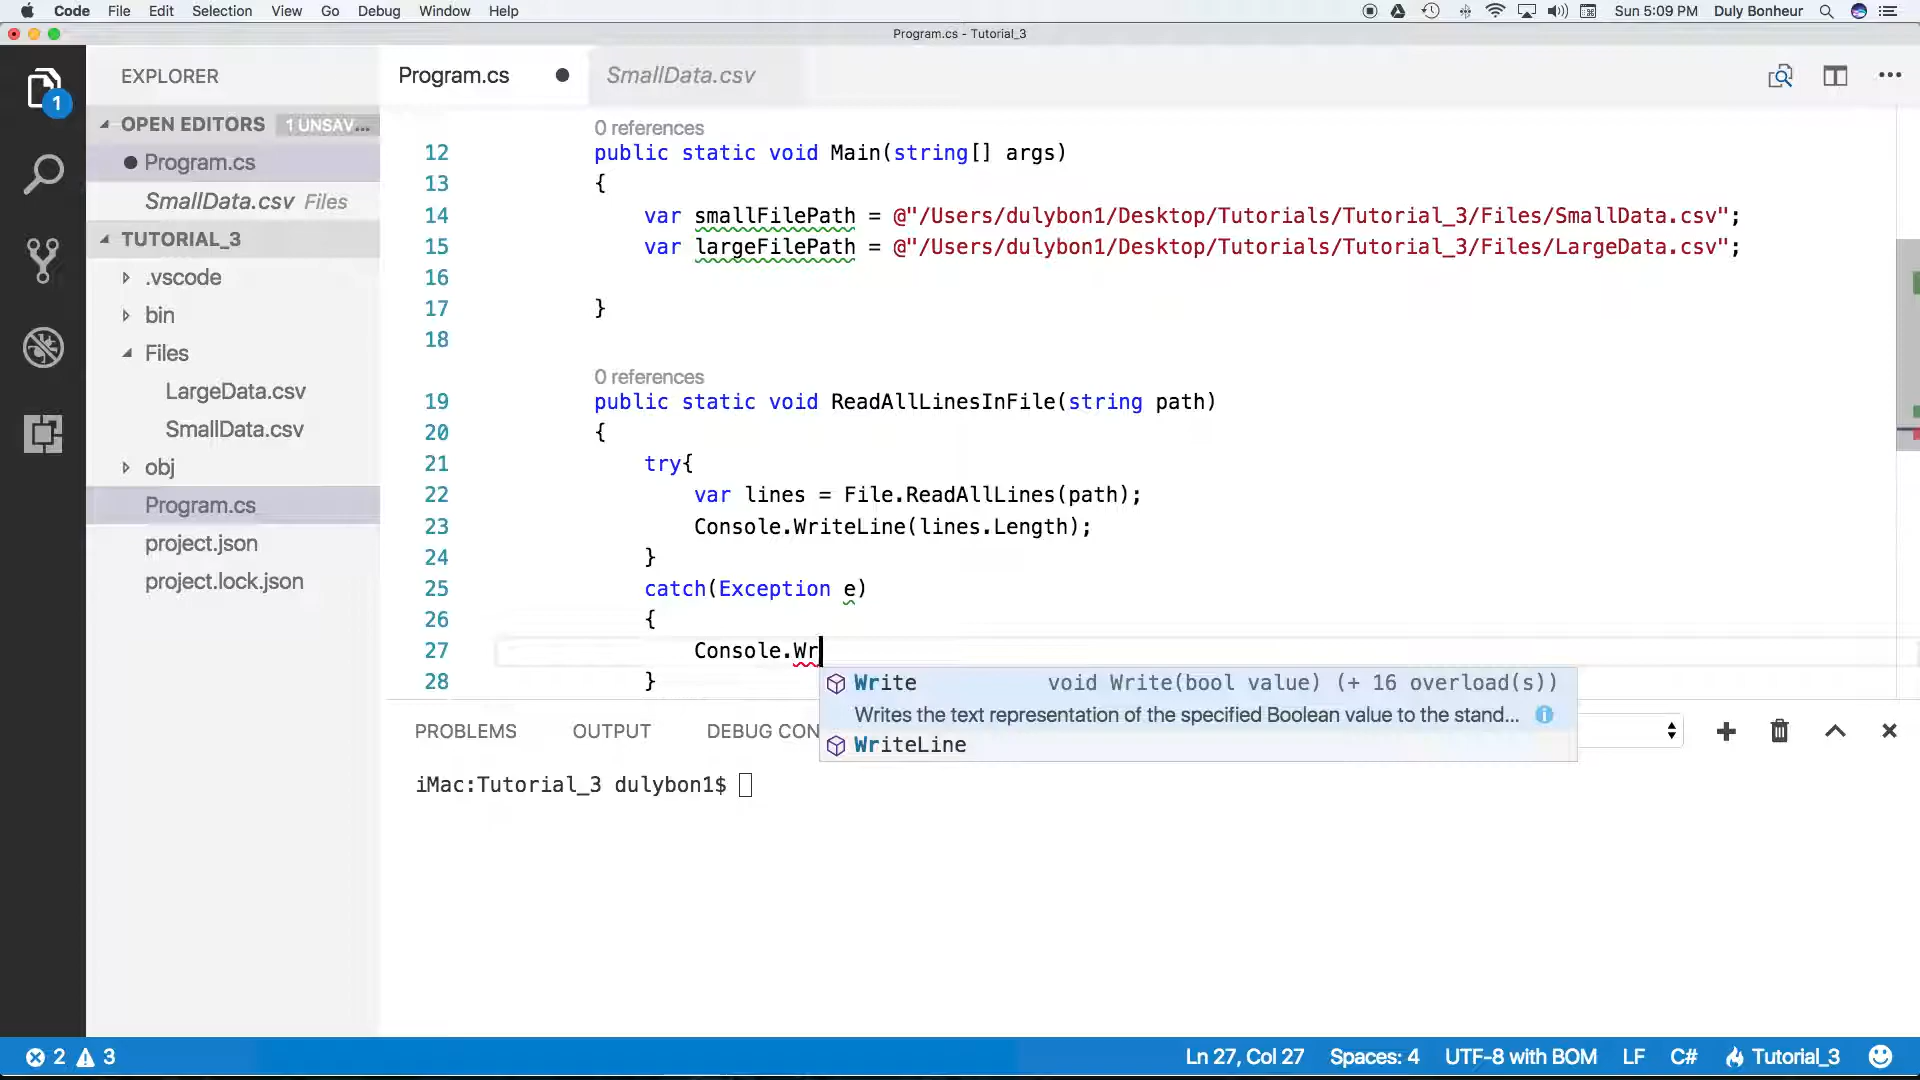 Code File Edit Selection View Go Debug Window Help Sun 5:09 PM Duly Bonheur
Program.cs - Tutorial_3
EXPLORER
1
OPEN EDITORS 1 UNSAV...
Program.cs
SmallData.csv Files
TUTORIAL_3
.vscode
bin
Files
LargeData.csv
SmallData.csv
obj
Program.cs
project.json
project.lock.json
Program.cs SmallData.csv
0 references
12 public static void Main(string[] args)
13 {
14 var smallFilePath = @"/Users/dulybon1/Desktop/Tutorials/Tutorial_3/Files/SmallData.csv";
15 var largeFilePath = @"/Users/dulybon1/Desktop/Tutorials/Tutorial_3/Files/LargeData.csv";
16
17 }
18
0 references
19 public static void ReadAllLinesInFile(string path)
20 {
21 try{
22 var lines = File.ReadAllLines(path);
23 Console.WriteLine(lines.Length);
24 }
25 catch(Exception e)
26 {
27 Console.Wr
28 }
Write void Write(bool value) (+ 16 overload(s))
Writes the text representation of the specified Boolean value to the stand...
WriteLine
PROBLEMS OUTPUT DEBUG CON
iMac:Tutorial_3 dulybon1$
2 3 Ln 27, Col 27 Spaces: 4 UTF-8 with BOM LF C# Tutorial_3